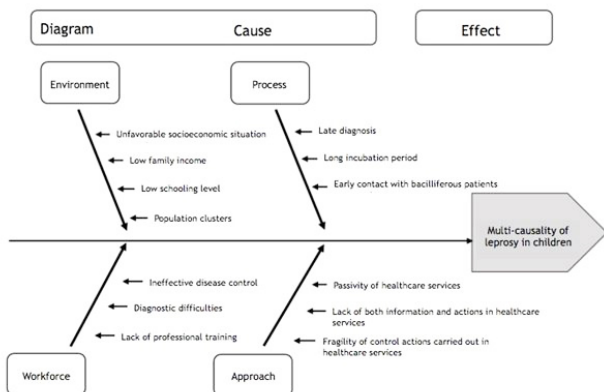 Diagram Cause Effect
Environment
Process
Unfavorable socioeconomic situation
Low family income
Low schooling level
Population clusters
Late diagnosis
Long incubation period
Early contact with bacilliferous patients
Multi-causality of
leprosy in children
Ineffective disease control
Diagnostic difficulties
Lack of professional training
Passivity of healthcare services
Lack of both information and actions in healthcare
services
Fragility of control actions carried out in
healthcare services
Workforce
Approach